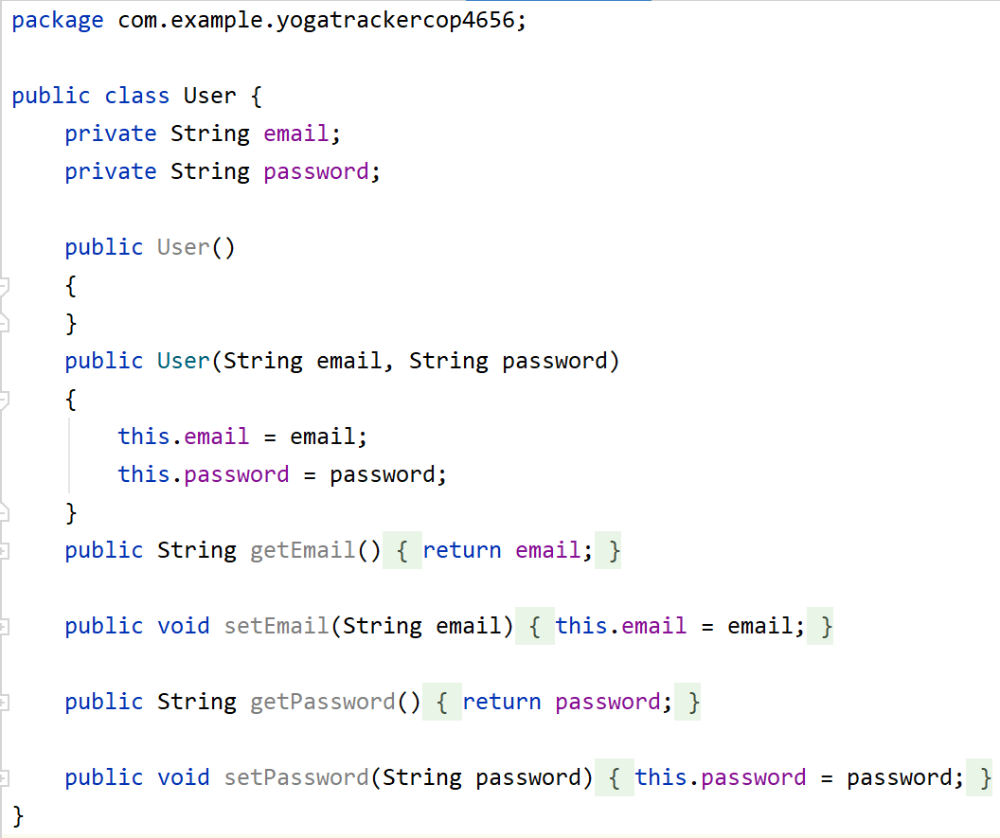 package com.example.yogatrackercop4656;
public class User {
private String email;
private String password;
public User()
{
}
public User(String email, String password)
{
this.email = email;
this.password = password;
}
public String getEmail() { return email; }
public void setEmail(String email) { this.email = email; }
public String getPassword() { return password; }
public void setPassword(String password) { this.password = password; }
}